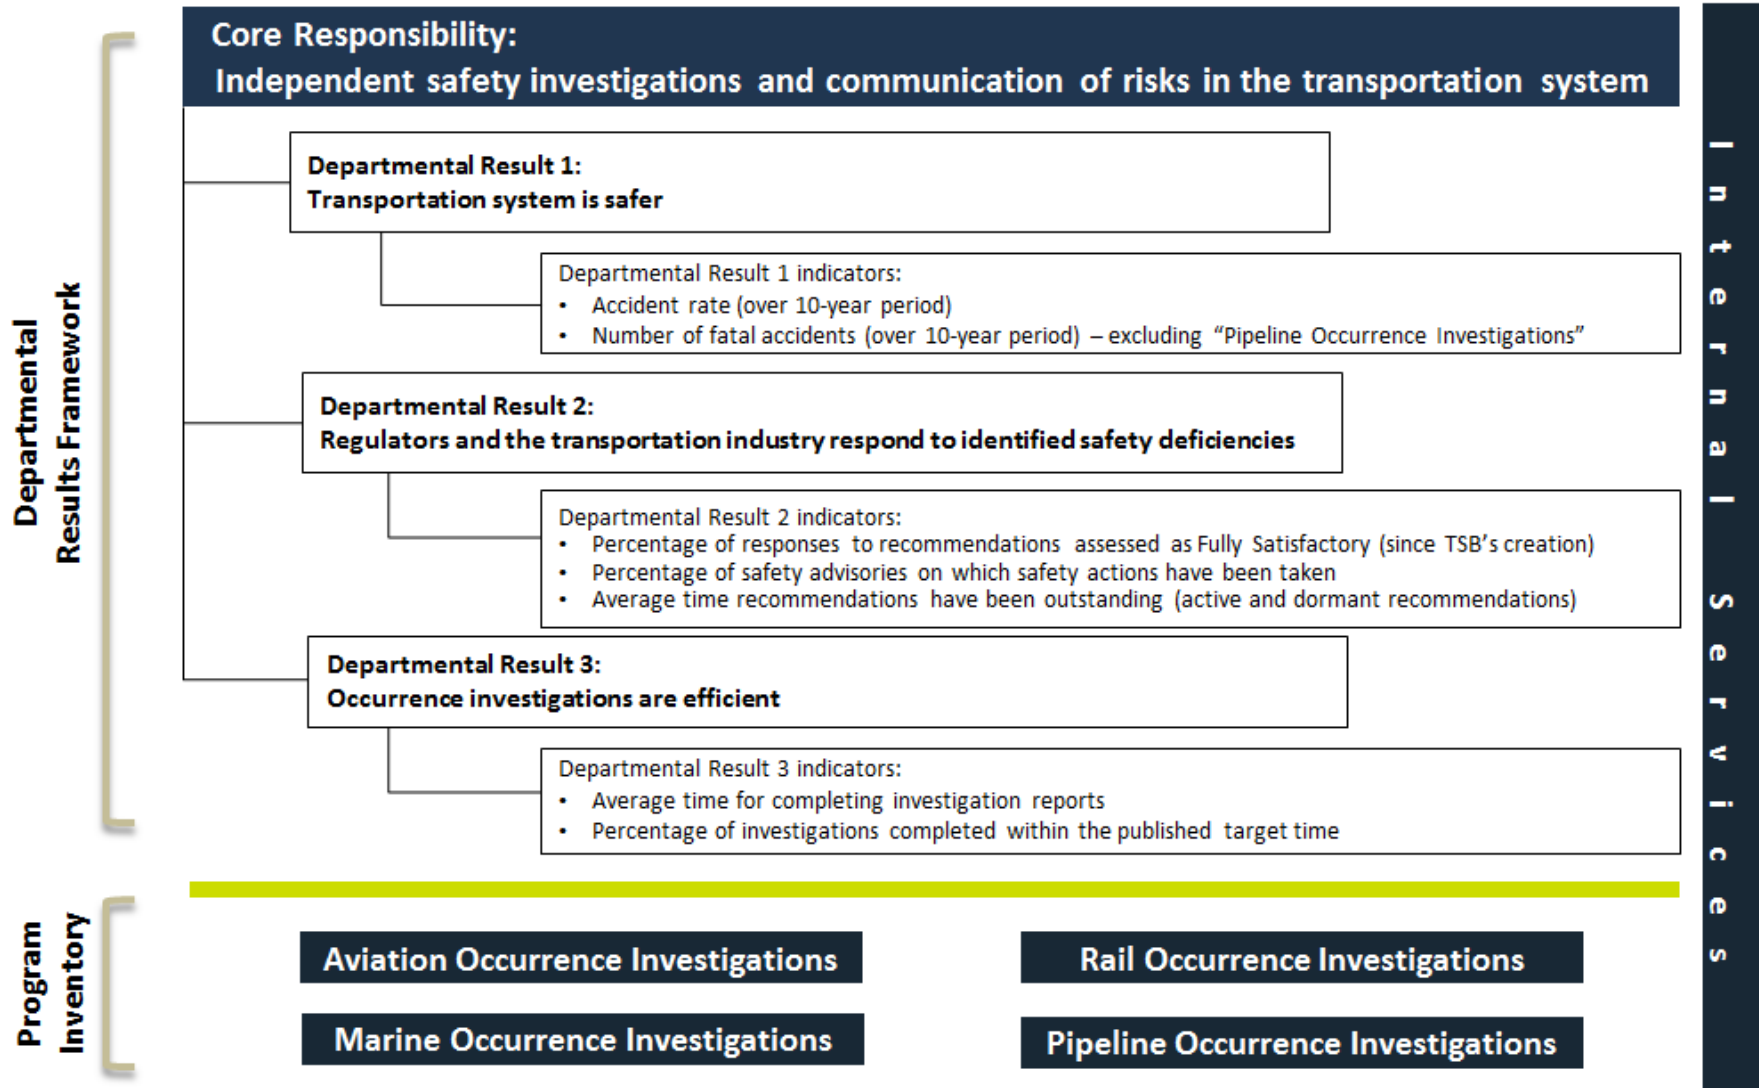 Core Responsibility:
Independent safety investigations and communication of risks in the transportation system
Departmental
Results Framework
Departmental Result 1:
Transportation system is safer
Departmental Result 1 indicators:
• Accident rate (over 10-year period)
• Number of fatal accidents (over 10-year period) – excluding “Pipeline Occurrence Investigations”
Departmental Result 2:
Regulators and the transportation industry respond to identified safety deficiencies
Departmental Result 2 indicators:
• Percentage of responses to recommendations assessed as Fully Satisfactory (since TSB’s creation)
• Percentage of safety advisories on which safety actions have been taken
• Average time recommendations have been outstanding (active and dormant recommendations)
Departmental Result 3:
Occurrence investigations are efficient
Departmental Result 3 indicators:
• Average time for completing investigation reports
• Percentage of investigations completed within the published target time
Program
Inventory
Aviation Occurrence Investigations
Rail Occurrence Investigations
Marine Occurrence Investigations
Pipeline Occurrence Investigations
Internal Services